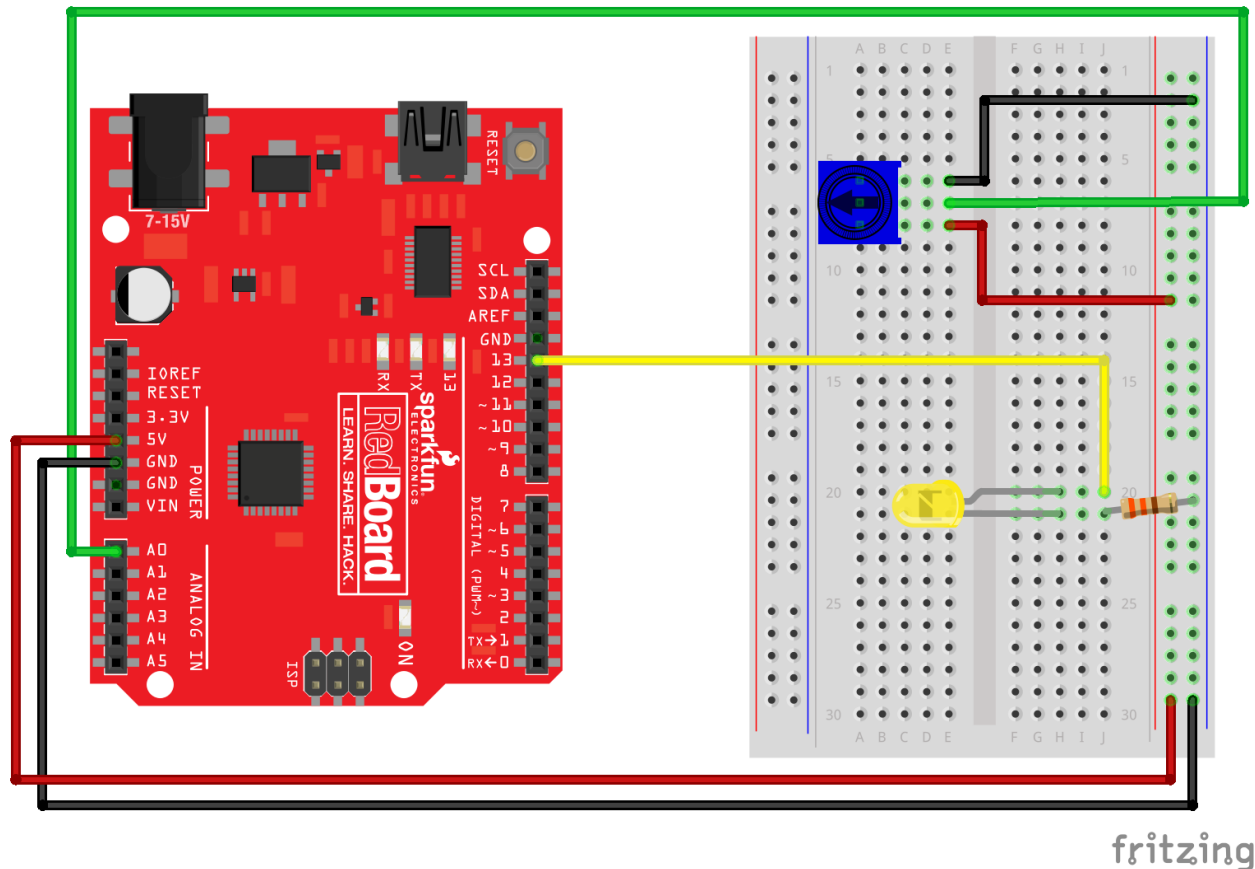 7-15V
RESET
SCL
SDA
AREF
GND
13
12
~11
~10
~9
8
7
~6
~5
4
~3
2
TX→1
RX←0
DIGITAL (PWM~)
IOREF
RESET
3.3V
5V
GND
GND
VIN
POWER
A0
A1
A2
A3
A4
A5
ANALOG IN
RX
TX
13
sparkfun
ELECTRONICS
RedBoard
LEARN. SHARE. HACK.
ISP
ON
A B C D E F G H I J
1 1
5 5
10 10
15 15
20 20
25 25
30 30
A B C D E F G H I J
fritzing